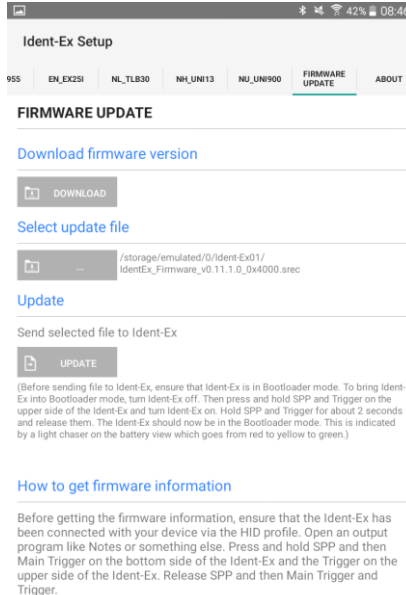 42% 08:46
Ident-Ex Setup
955 EN_EX25I NL_TLB30 NH_UNI13 NU_UNI900 FIRMWARE UPDATE ABOUT
FIRMWARE UPDATE
Download firmware version
DOWNLOAD
Select update file
... /storage/emulated/0/Ident-Ex01/
IdentEx_Firmware_v0.11.1.0_0x4000.srec
Update
Send selected file to Ident-Ex
UPDATE
(Before sending file to Ident-Ex, ensure that Ident-Ex is in Bootloader mode. To bring Ident-
Ex into Bootloader mode, turn Ident-Ex off. Then press and hold SPP and Trigger on the
upper side of the Ident-Ex and turn Ident-Ex on. Hold SPP and Trigger for about 2 seconds
and release them. The Ident-Ex should now be in the Bootloader mode. This is indicated
by a light chaser on the battery view which goes from red to yellow to green.)
How to get firmware information
Before getting the firmware information, ensure that the Ident-Ex has
been connected with your device via the HID profile. Open an output
program like Notes or something else. Press and hold SPP and then
Main Trigger on the bottom side of the Ident-Ex and the Trigger on the
upper side of the Ident-Ex. Release SPP and then Main Trigger and
Trigger.